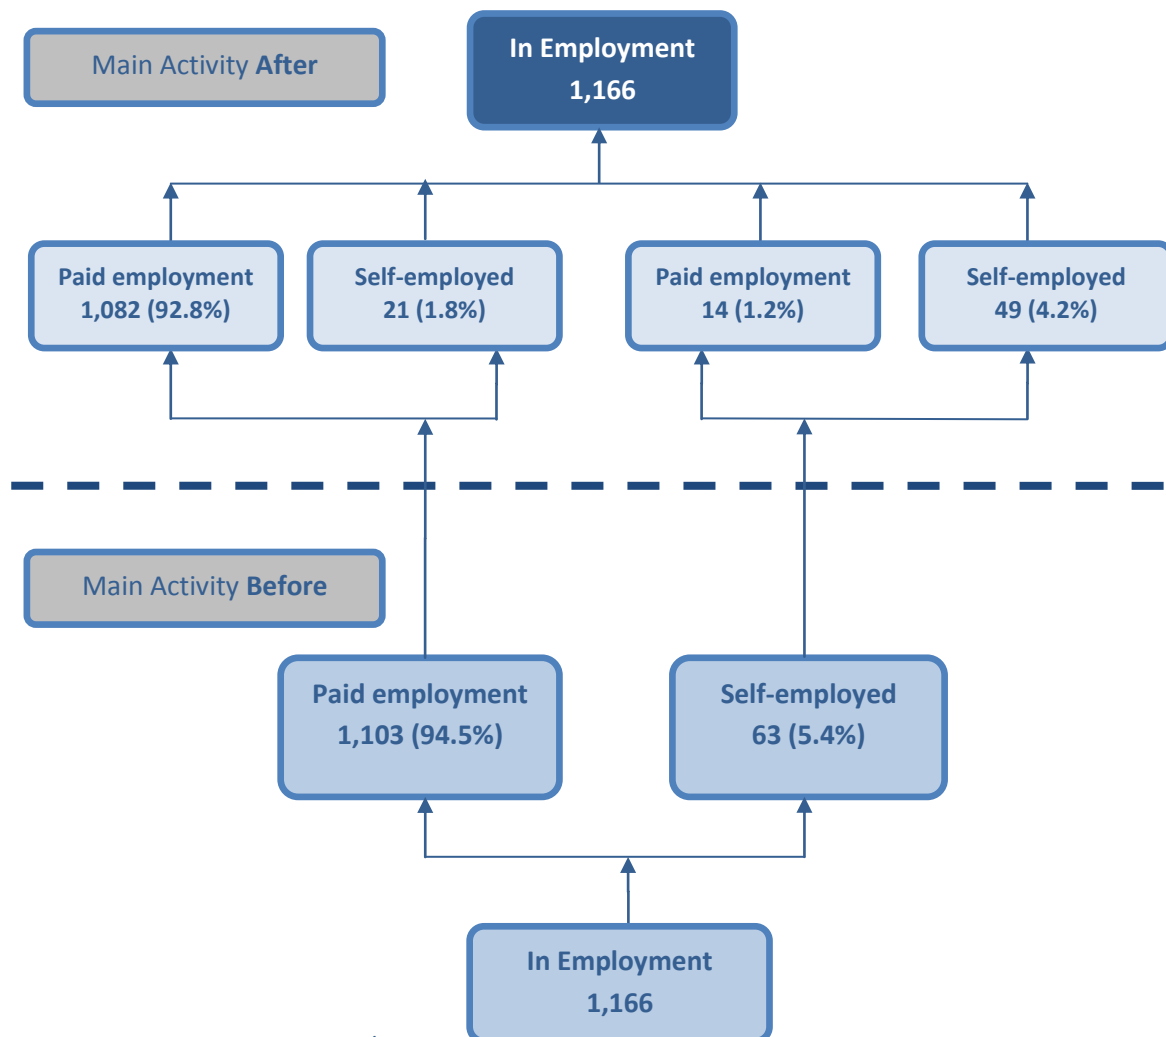 Main Activity After
In Employment
1,166
Paid employment
1,082 (92.8%)
Self-employed
21 (1.8%)
Paid employment
14 (1.2%)
Self-employed
49 (4.2%)
Main Activity Before
Paid employment
1,103 (94.5%)
Self-employed
63 (5.4%)
In Employment
1,166